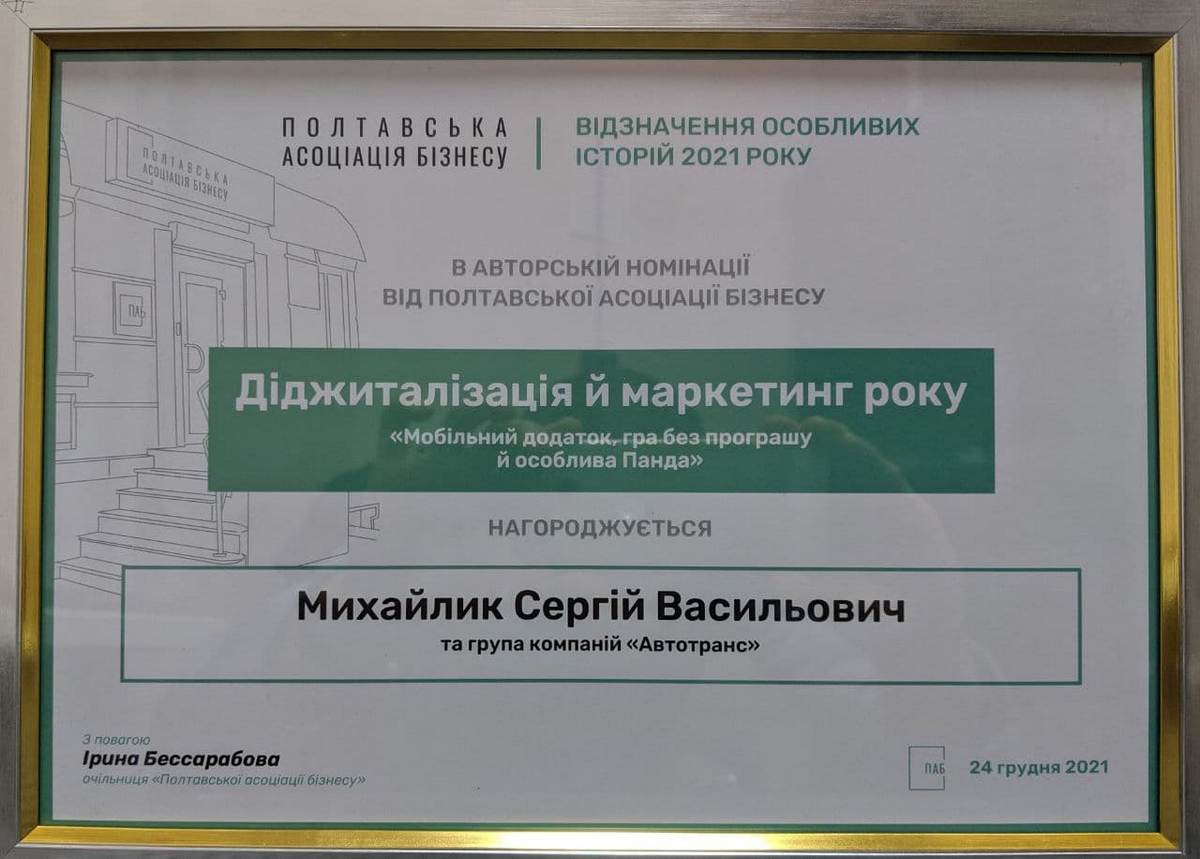 ПОЛТАВСЬКА
АСОЦІАЦІЯ БІЗНЕСУ
ВІДЗНАЧЕННЯ ОСОБЛИВИХ
ІСТОРІЙ 2021 РОКУ
ПОЛТАВСЬКА
АСОЦІАЦІЯ БІЗНЕСУ
В АВТОРСЬКІЙ НОМІНАЦІЇ
ВІД ПОЛТАВСЬКОЇ АСОЦІАЦІЇ БІЗНЕСУ
ПАБ
Діджиталізація й маркетинг року
«Мобільний додаток, гра без програшу
й особлива Панда»
НАГОРОДЖУЄТЬСЯ
Михайлик Сергій Васильович
та група компаній «Автотранс»
З повагою
Ірина Бессарабова
очільниця «Полтавської асоціації бізнесу»
ПАБ
24 грудня 2021